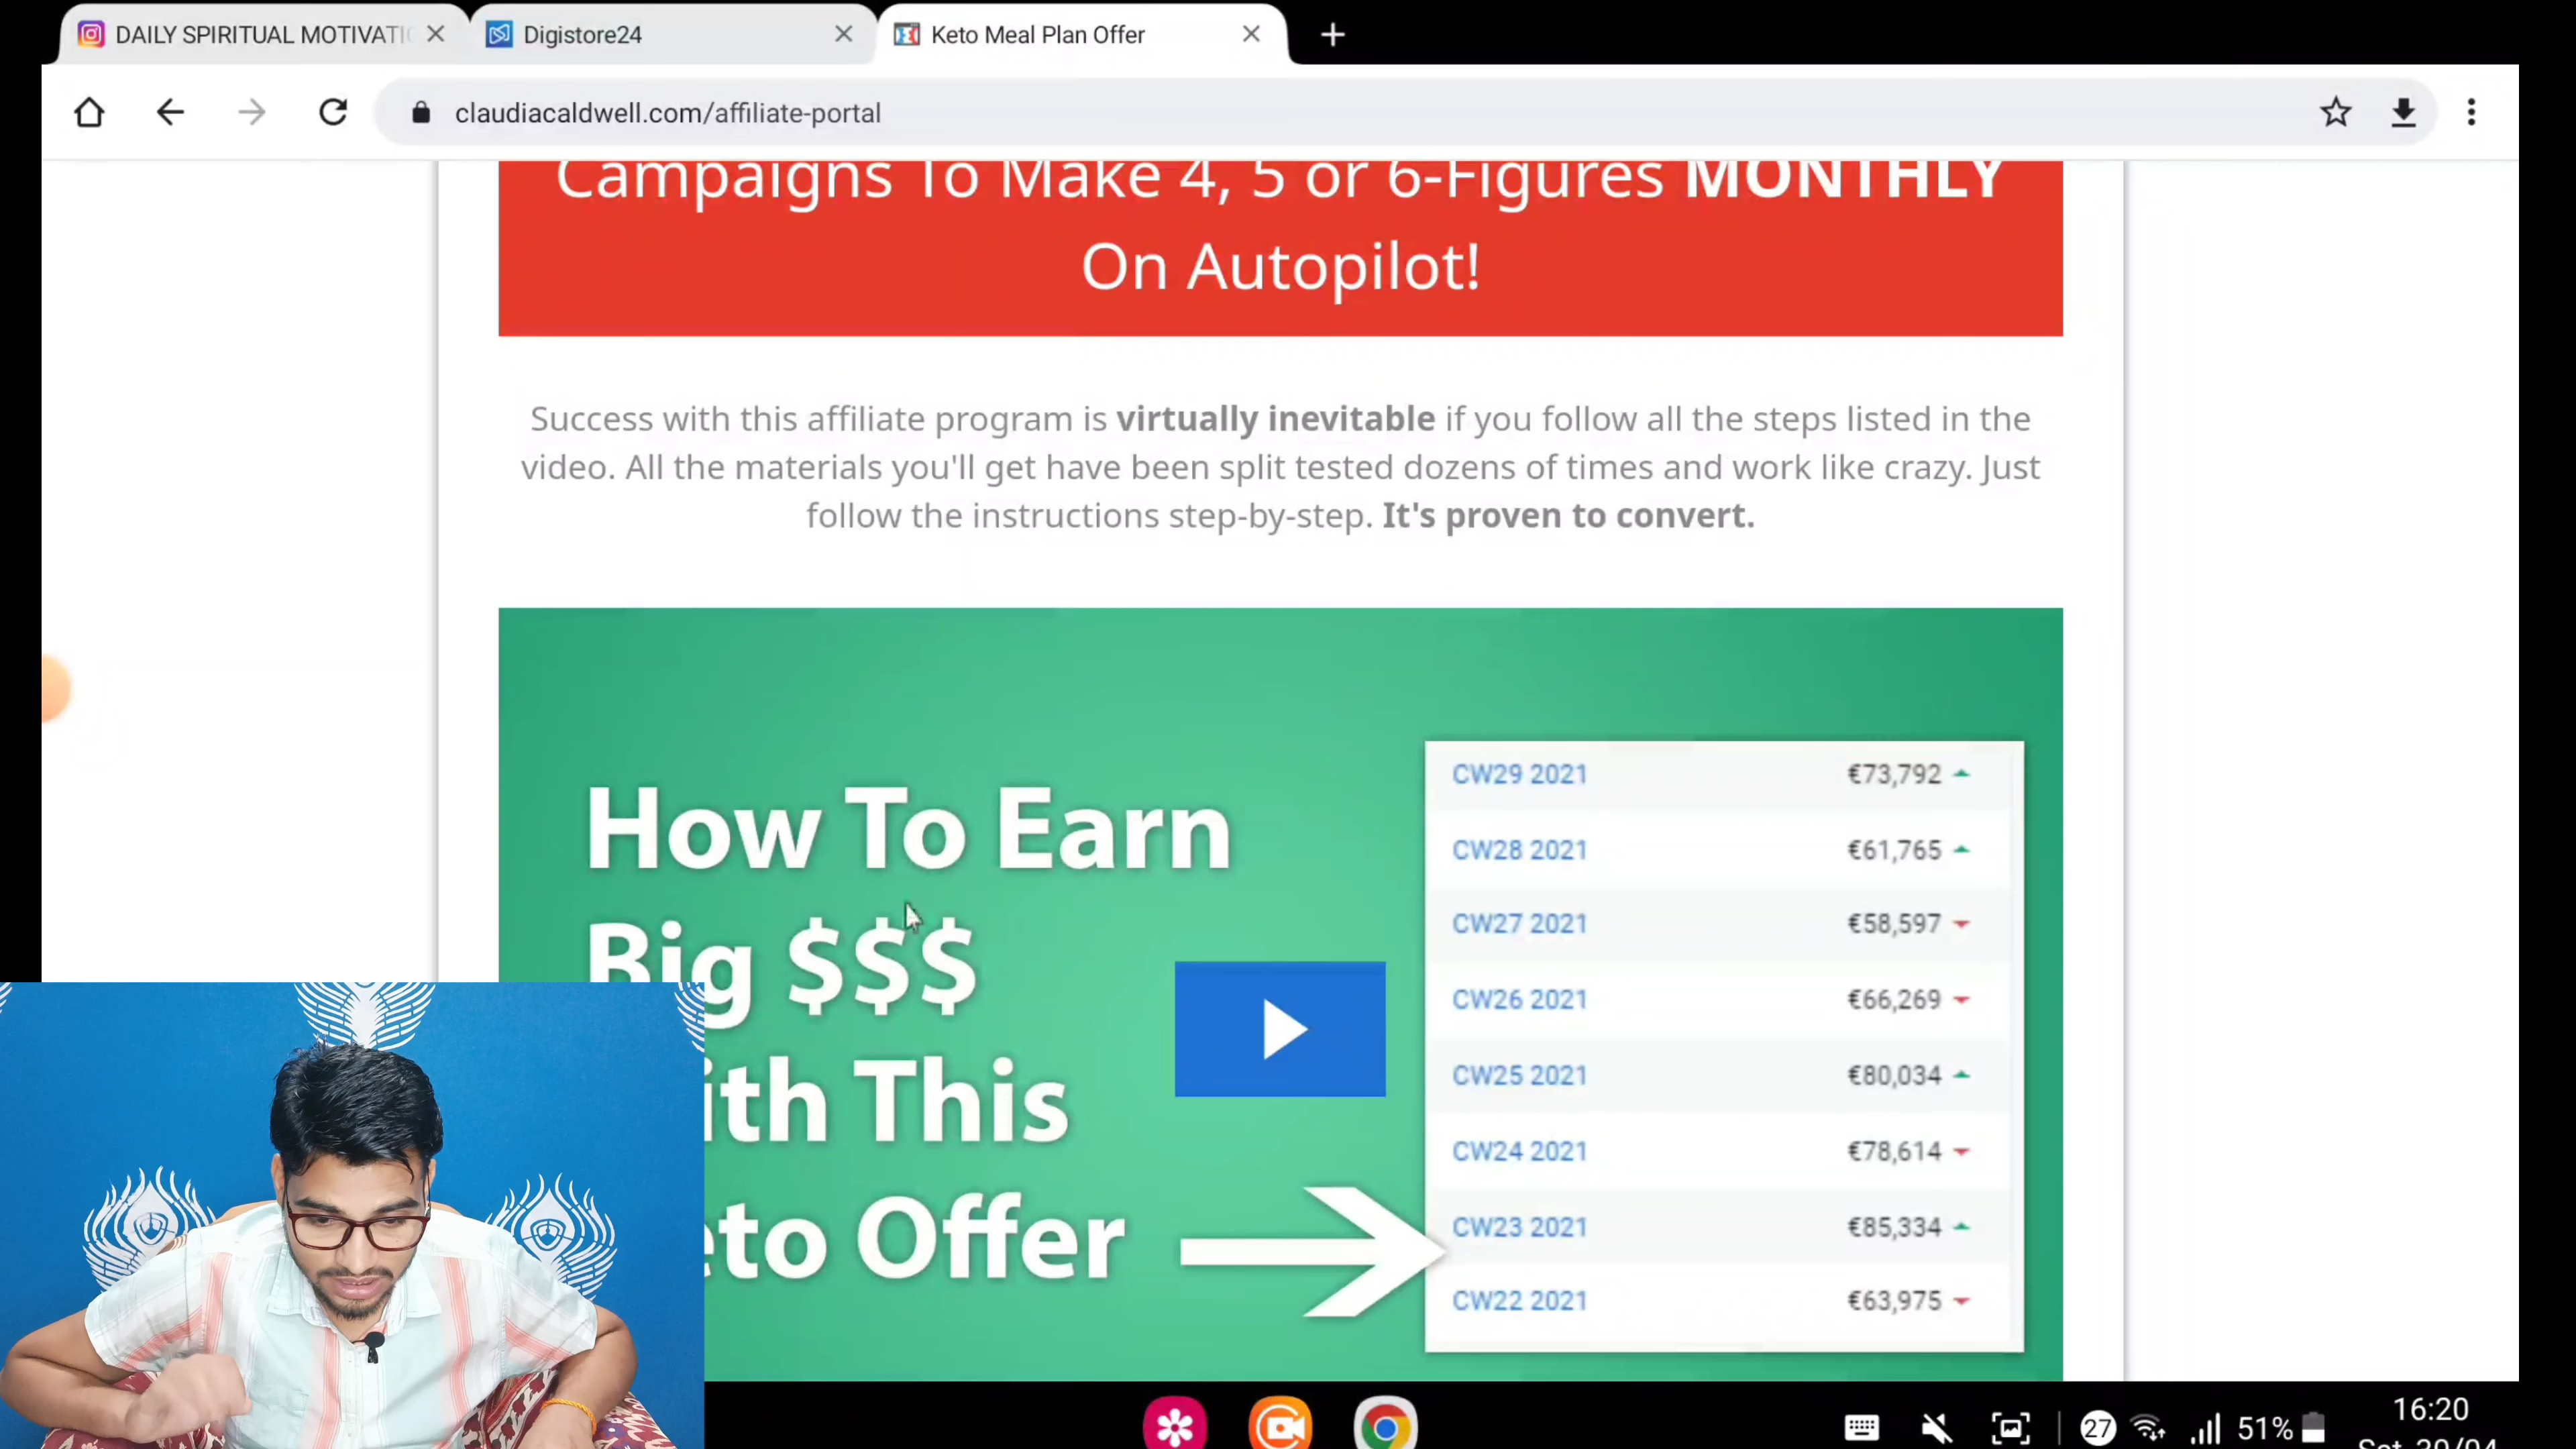 DAILY SPIRITUAL MOTIVATI
Digistore24
Keto Meal Plan Offer
claudiacaldwell.com/affiliate-portal
Campaigns To Make 4, 5 or 6-Figures MONTHLY
On Autopilot!
Success with this affiliate program is virtually inevitable if you follow all the steps listed in the
video. All the materials you'll get have been split tested dozens of times and work like crazy. Just
follow the instructions step-by-step. It's proven to convert.
How To Earn
Big $$$
ith This
eto Offer
CW29 2021 €73,792
CW28 2021 €61,765
CW27 2021 €58,597
CW26 2021 €66,269
CW25 2021 €80,034
CW24 2021 €78,614
CW23 2021 €85,334
CW22 2021 €63,975
27 51% 16:20